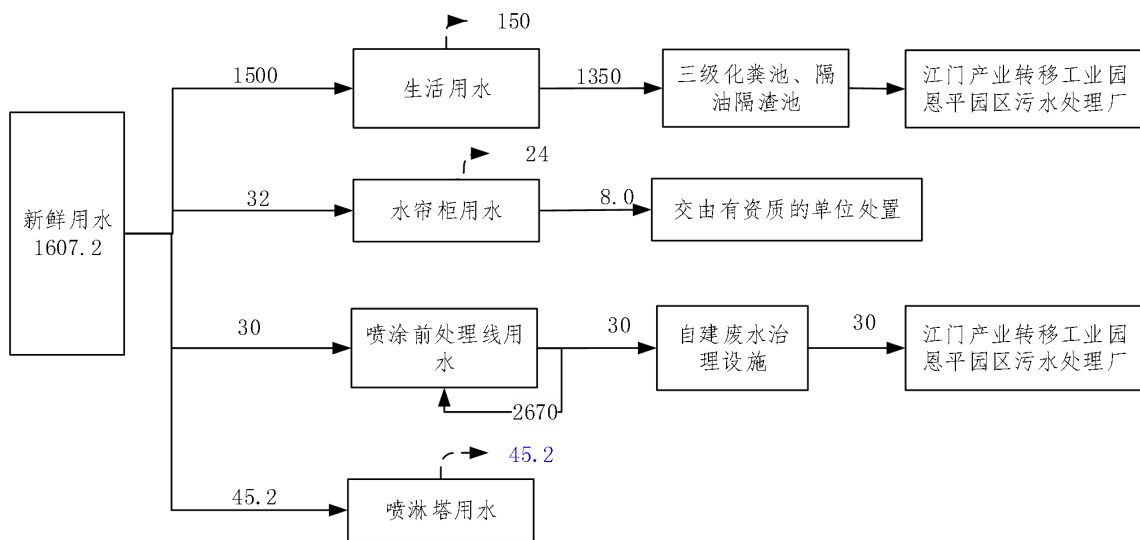 150
1500
生活用水
1350
三级化粪池、隔
油隔渣池
江门产业转移工业园
恩平园区污水处理厂
新鲜用水
1607.2
24
32
水帘柜用水
8.0
交由有资质的单位处置
30
喷涂前处理线用
水
30
自建废水治
理设施
30
江门产业转移工业园
恩平园区污水处理厂
2670
45.2
45.2
喷淋塔用水